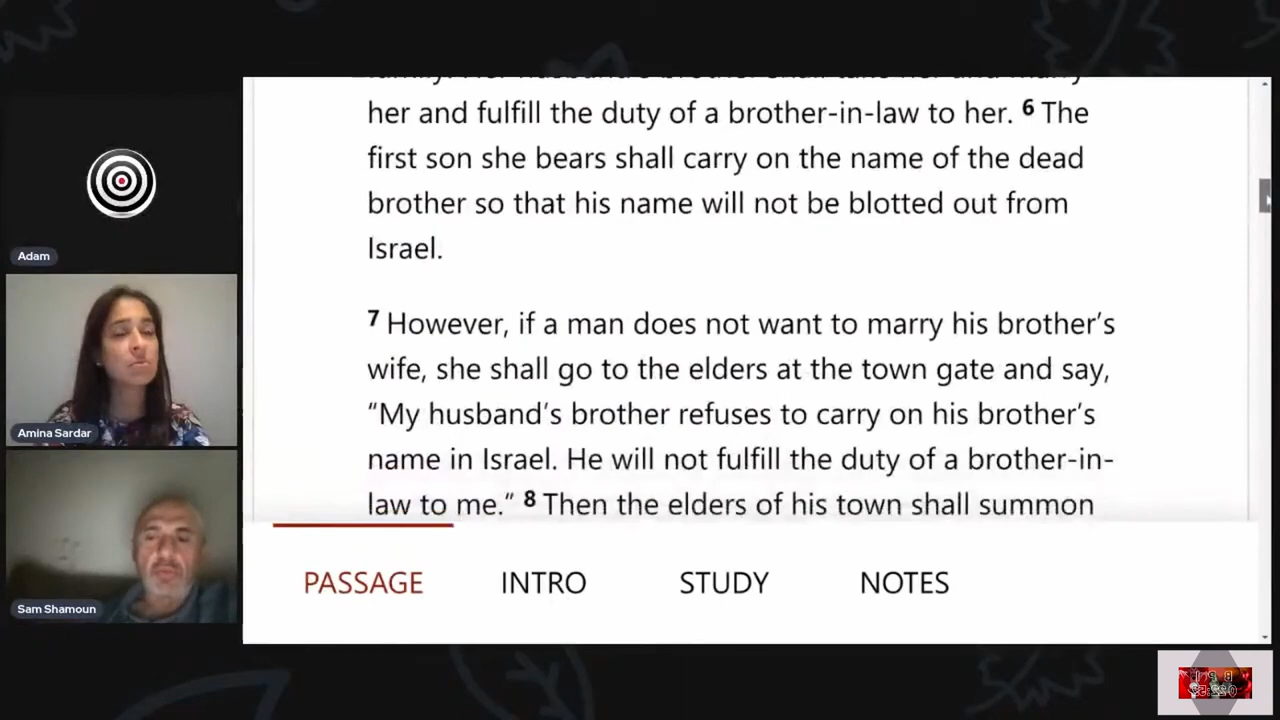 her and fulfill the duty of a brother-in-law to her. 6 The
first son she bears shall carry on the name of the dead
brother so that his name will not be blotted out from
Israel.
7 However, if a man does not want to marry his brother’s
wife, she shall go to the elders at the town gate and say,
“My husband’s brother refuses to carry on his brother’s
name in Israel. He will not fulfill the duty of a brother-in-
law to me.” 8 Then the elders of his town shall summon
PASSAGE INTRO STUDY NOTES
Adam
Amina Sardar
Sam Shamoun